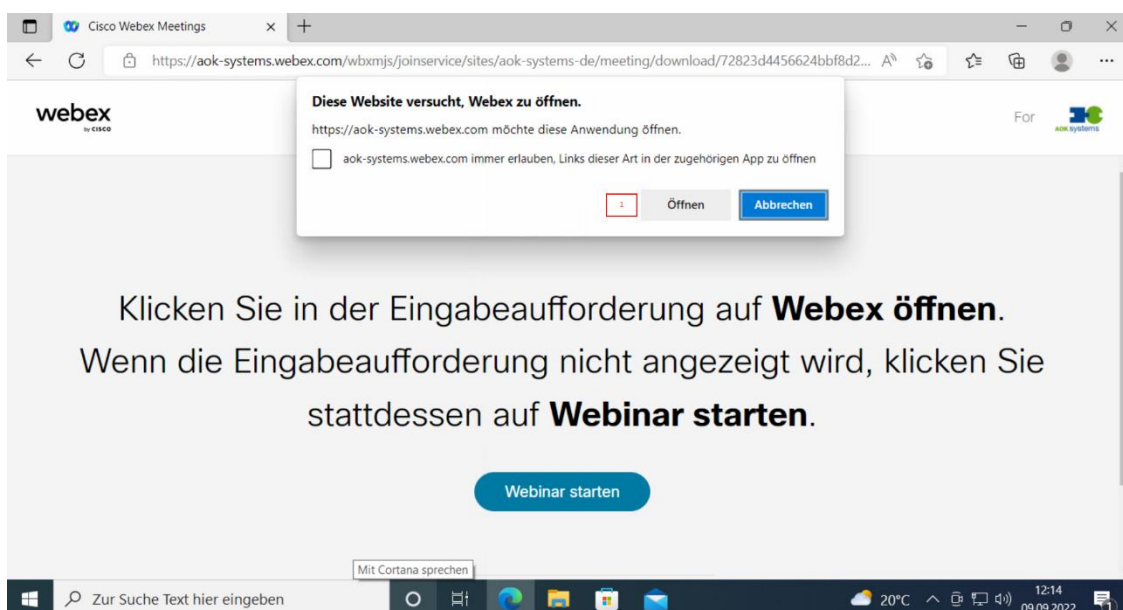 Cisco Webex Meetings
https://aok-systems.webex.com/wbxmjs/joinservice/sites/aok-systems-de/meeting/download/72823d4456624bbf8d2...
webex
by CISCO
Diese Website versucht, Webex zu öffnen.
https://aok-systems.webex.com möchte diese Anwendung öffnen.
aok-systems.webex.com immer erlauben, Links dieser Art in der zugehörigen App zu öffnen
1 Öffnen Abbrechen
For AOK systems
Klicken Sie in der Eingabeaufforderung auf Webex öffnen.
Wenn die Eingabeaufforderung nicht angezeigt wird, klicken Sie
stattdessen auf Webinar starten.
Webinar starten
Mit Cortana sprechen
Zur Suche Text hier eingeben
20°C
12:14
09.09.2022
1